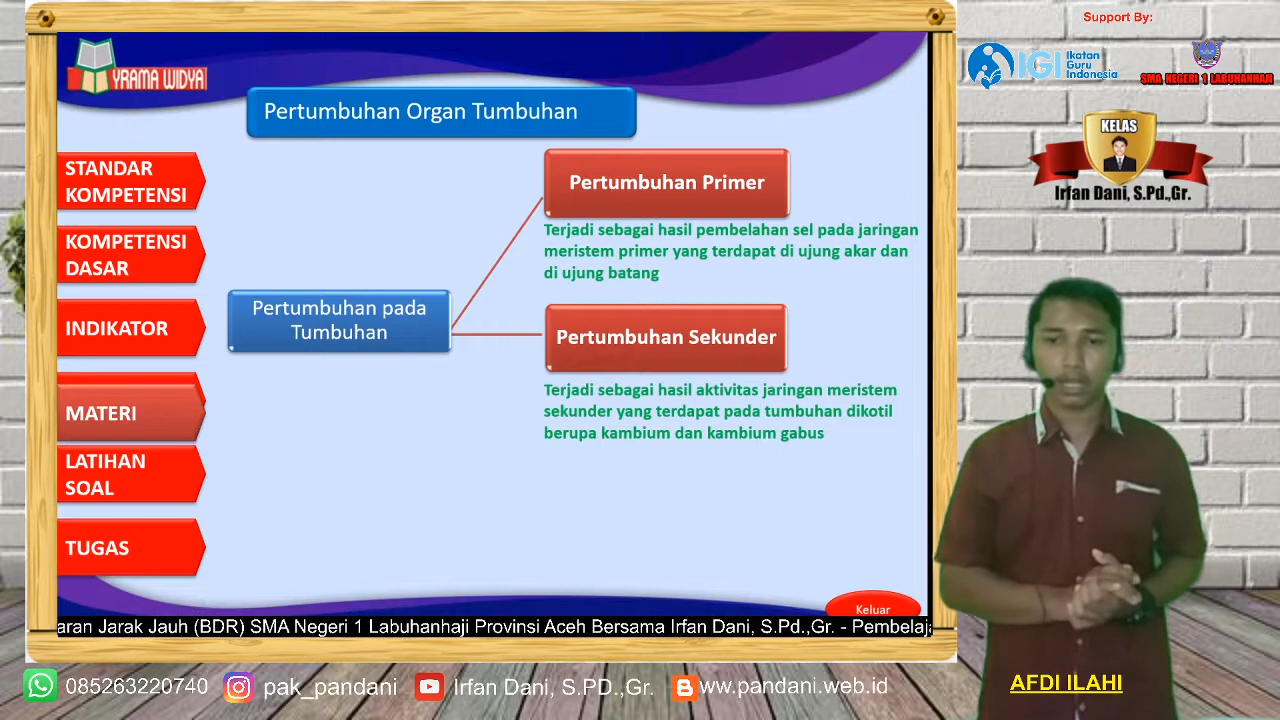 Support By:
YRAMA WIDYA
IGI Ikatan
Guru
Indonesia
SMA NEGERI 1 LABUHANHAJI
Pertumbuhan Organ Tumbuhan
KELAS
Irfan Dani, S.Pd.,Gr.
STANDAR
KOMPETENSI
KOMPETENSI
DASAR
INDIKATOR
MATERI
LATIHAN
SOAL
TUGAS
Pertumbuhan pada
Tumbuhan
Pertumbuhan Primer
Terjadi sebagai hasil pembelahan sel pada jaringan
meristem primer yang terdapat di ujung akar dan
di ujung batang
Pertumbuhan Sekunder
Terjadi sebagai hasil aktivitas jaringan meristem
sekunder yang terdapat pada tumbuhan dikotil
berupa kambium dan kambium gabus
Keluar
aran Jarak Jauh (BDR) SMA Negeri 1 Labuhanhaji Provinsi Aceh Bersama Irfan Dani, S.Pd.,Gr. - Pembelaj
085263220740
pak_pandani
Irfan Dani, S.PD.,Gr.
ww.pandani.web.id
AFDI ILAHI